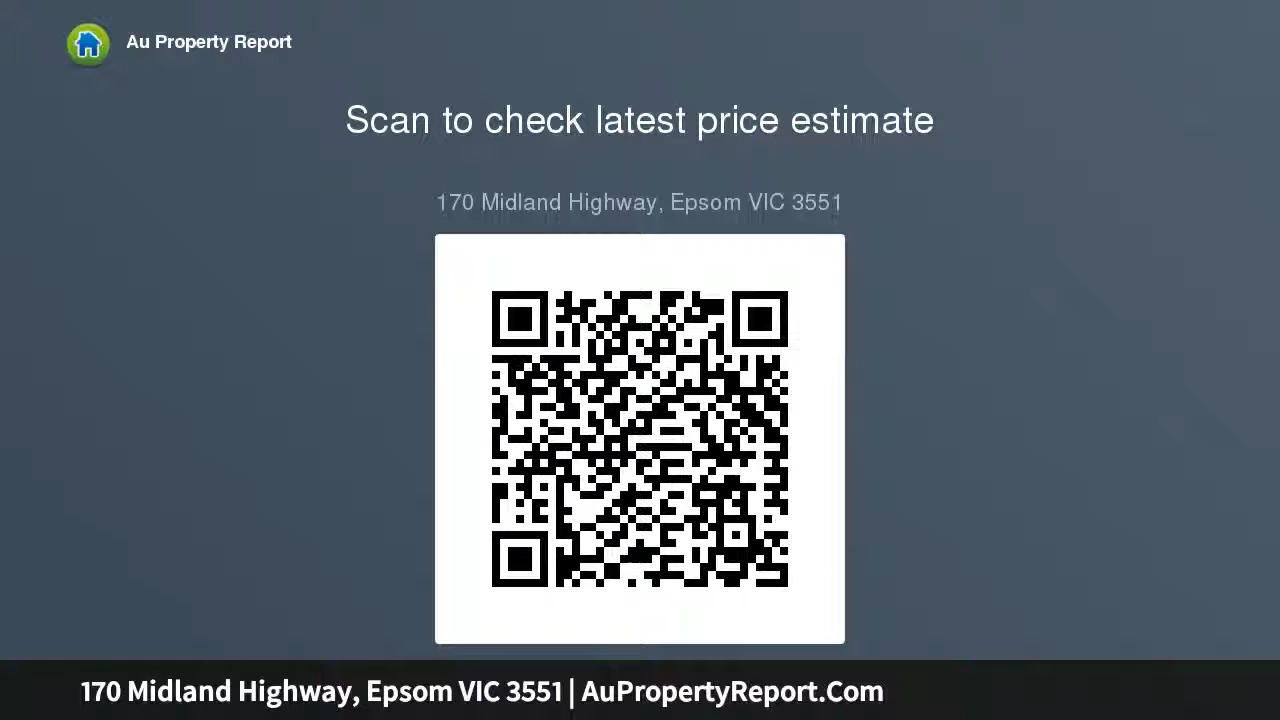 Au Property Report
Scan to check latest price estimate
170 Midland Highway, Epsom VIC 3551
170 Midland Highway, Epsom VIC 3551 | AuPropertyReport.Com